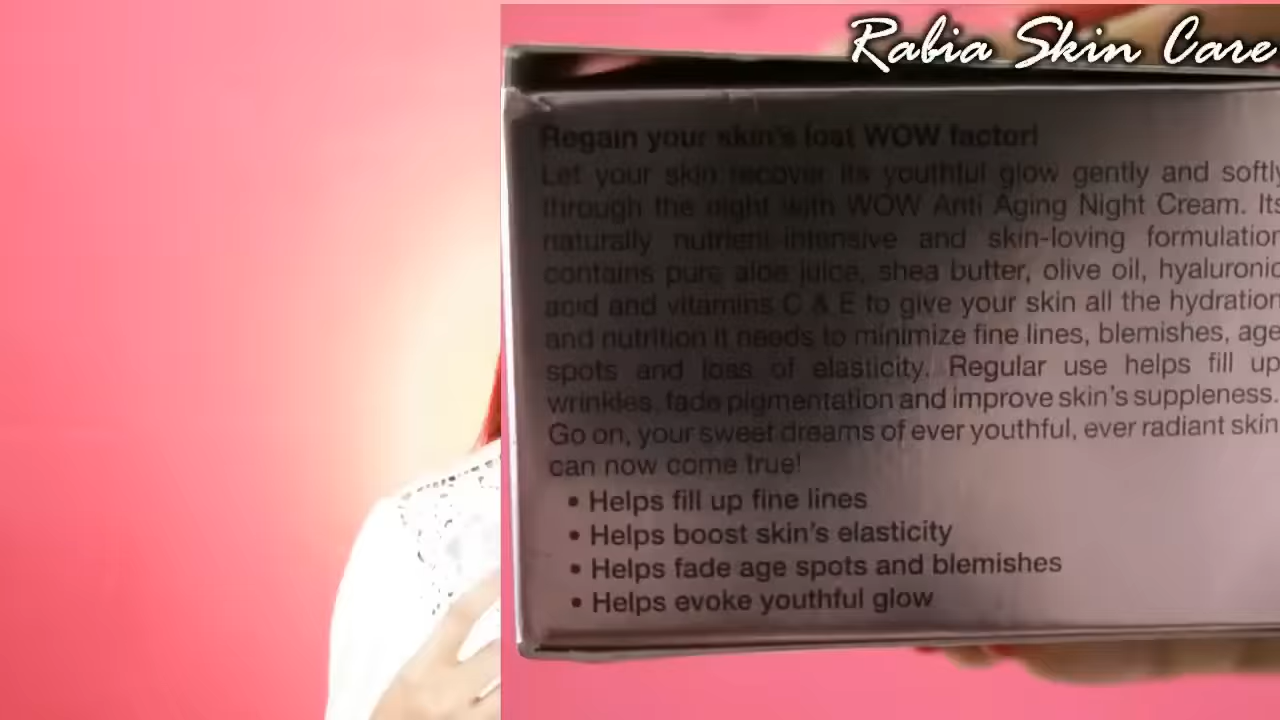 Rabia Skin Care
Regain your skin's lost WOW factor!
Let your skin recover its youthful glow gently and softly
through the night with WOW Anti Aging Night Cream. Its
naturally nutrient-intensive and skin-loving formulation
contains pure aloe juice, shea butter, olive oil, hyaluronic
acid and vitamins C & E to give your skin all the hydration
and nutrition it needs to minimize fine lines, blemishes, age
spots and loss of elasticity. Regular use helps fill up
wrinkles, fade pigmentation and improve skin's suppleness.
Go on, your sweet dreams of ever youthful, ever radiant skin
can now come true!
• Helps fill up fine lines
• Helps boost skin's elasticity
• Helps fade age spots and blemishes
• Helps evoke youthful glow